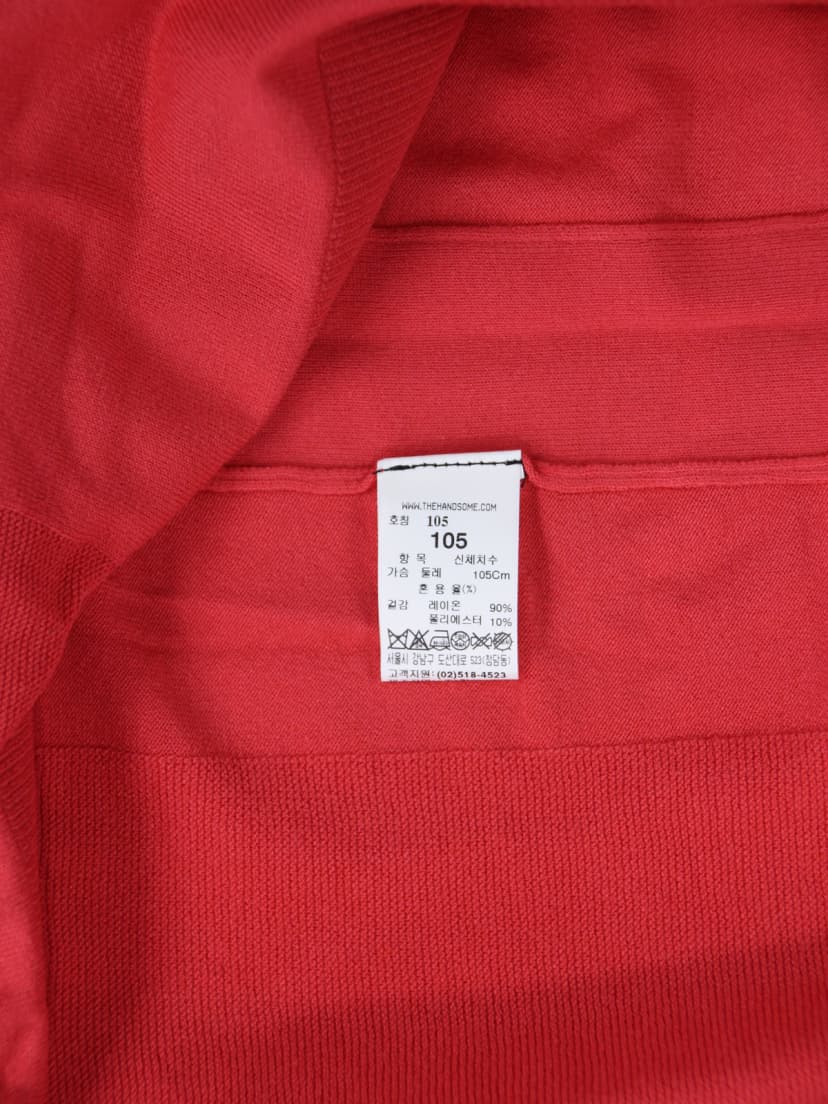 WWW.THEHANDSOME.COM
호칭 105
105
항 목 신체치수
가슴 둘레 105Cm
혼 용 율(%)
겉감 레이온 90%
폴리에스터 10%
서울시 강남구 도산대로 523(청담동)
고객지원: (02)518-4523